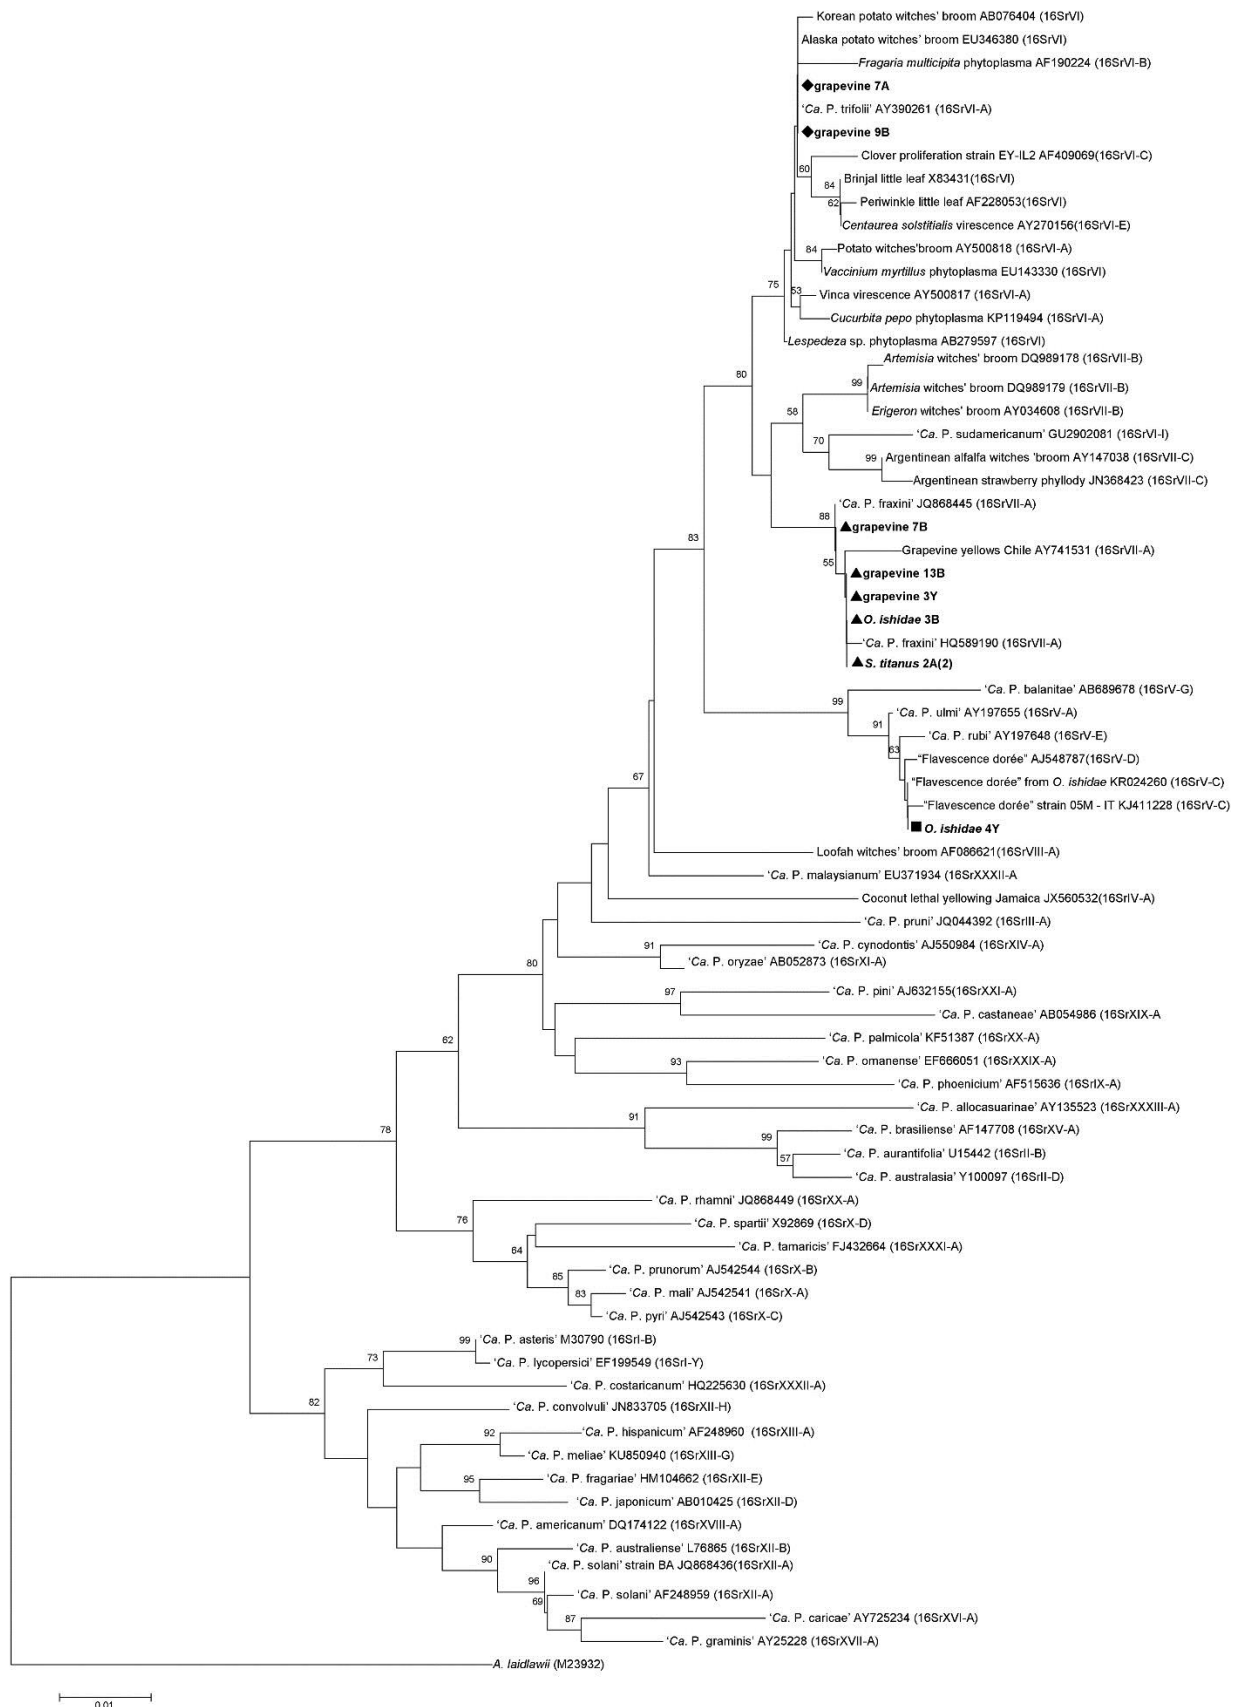 Korean potato witches' broom AB076404 (16SrVI)
Alaska potato witches' broom EU346380 (16SrVI)
Fragaria multicipita phytoplasma AF190224 (16SrVI-B)
◆grapevine 7A
'Ca. P. trifolii' AY390261 (16SrVI-A)
◆grapevine 9B
Clover proliferation strain EY-IL2 AF409069(16SrVI-C)
60
Brinjal little leaf X83431(16SrVI)
84
Periwinkle little leaf AF228053(16SrVI)
62
Centaurea solstitialis virescence AY270156(16SrVI-E)
84
Potato witches'broom AY500818 (16SrVI-A)
Vaccinium myrtillus phytoplasma EU143330 (16SrVI)
75
53
Vinca virescence AY500817 (16SrVI-A)
Cucurbita pepo phytoplasma KP119494 (16SrVI-A)
Lespedeza sp. phytoplasma AB279597 (16SrVI)
Artemisia witches' broom DQ989178 (16SrVII-B)
80
99
Artemisia witches' broom DQ989179 (16SrVII-B)
Erigeron witches' broom AY034608 (16SrVII-B)
58
'Ca. P. sudamericanum' GU2902081 (16SrVI-I)
70
99
Argentinean alfalfa witches 'broom AY147038 (16SrVII-C)
Argentinean strawberry phyllody JN368423 (16SrVII-C)
'Ca. P. fraxini' JQ868445 (16SrVII-A)
88
▲grapevine 7B
83
Grapevine yellows Chile AY741531 (16SrVII-A)
55
▲grapevine 13B
▲grapevine 3Y
▲O. ishidae 3B
'Ca. P. fraxini' HQ589190 (16SrVII-A)
▲S. titanus 2A(2)
'Ca. P. balanitae' AB689678 (16SrV-G)
99
'Ca. P. ulmi' AY197655 (16SrV-A)
91
'Ca. P. rubi' AY197648 (16SrV-E)
63
"Flavescence dorée" AJ548787(16SrV-D)
67
"Flavescence dorée" from O. ishidae KR024260 (16SrV-C)
"Flavescence dorée" strain 05M - IT KJ411228 (16SrV-C)
■ O. ishidae 4Y
Loofah witches' broom AF086621(16SrVIII-A)
'Ca. P. malaysianum' EU371934 (16SrXXXII-A
Coconut lethal yellowing Jamaica JX560532(16SrIV-A)
'Ca. P. pruni' JQ044392 (16SrIII-A)
91
'Ca. P. cynodontis' AJ550984 (16SrXIV-A)
'Ca. P. oryzae' AB052873 (16SrXI-A)
80
97
'Ca. P. pini' AJ632155(16SrXXI-A)
'Ca. P. castaneae' AB054986 (16SrXIX-A
'Ca. P. palmicola' KF51387 (16SrXX-A)
62
93
'Ca. P. omanense' EF666051 (16SrXXIX-A)
'Ca. P. phoenicium' AF515636 (16SrIX-A)
'Ca. P. allocasuarinae' AY135523 (16SrXXXIII-A)
91
78
99
'Ca. P. brasiliense' AF147708 (16SrXV-A)
57
'Ca. P. aurantifolia' U15442 (16SrII-B)
'Ca. P. australasia' Y100097 (16SrII-D)
'Ca. P. rhamni' JQ868449 (16SrXX-A)
76
'Ca. P. spartii' X92869 (16SrX-D)
64
'Ca. P. tamaricis' FJ432664 (16SrXXXI-A)
85
'Ca. P. prunorum' AJ542544 (16SrX-B)
83
'Ca. P. mali' AJ542541 (16SrX-A)
'Ca. P. pyri' AJ542543 (16SrX-C)
99
'Ca. P. asteris' M30790 (16SrI-B)
73
'Ca. P. lycopersici' EF199549 (16SrI-Y)
'Ca. P. costaricanum' HQ225630 (16SrXXXII-A)
82
'Ca. P. convolvuli' JN833705 (16SrXII-H)
92
'Ca. P. hispanicum' AF248960 (16SrXIII-A)
'Ca. P. meliae' KU850940 (16SrXIII-G)
95
'Ca. P. fragariae' HM104662 (16SrXII-E)
'Ca. P. japonicum' AB010425 (16SrXII-D)
'Ca. P. americanum' DQ174122 (16SrXVIII-A)
90
'Ca. P. australiense' L76865 (16SrXII-B)
'Ca. P. solani' strain BA JQ868436(16SrXII-A)
96
69
'Ca. P. solani' AF248959 (16SrXII-A)
87
'Ca. P. caricae' AY725234 (16SrXVI-A)
'Ca. P. graminis' AY25228 (16SrXVII-A)
A. laidlawii (M23932)
0.01